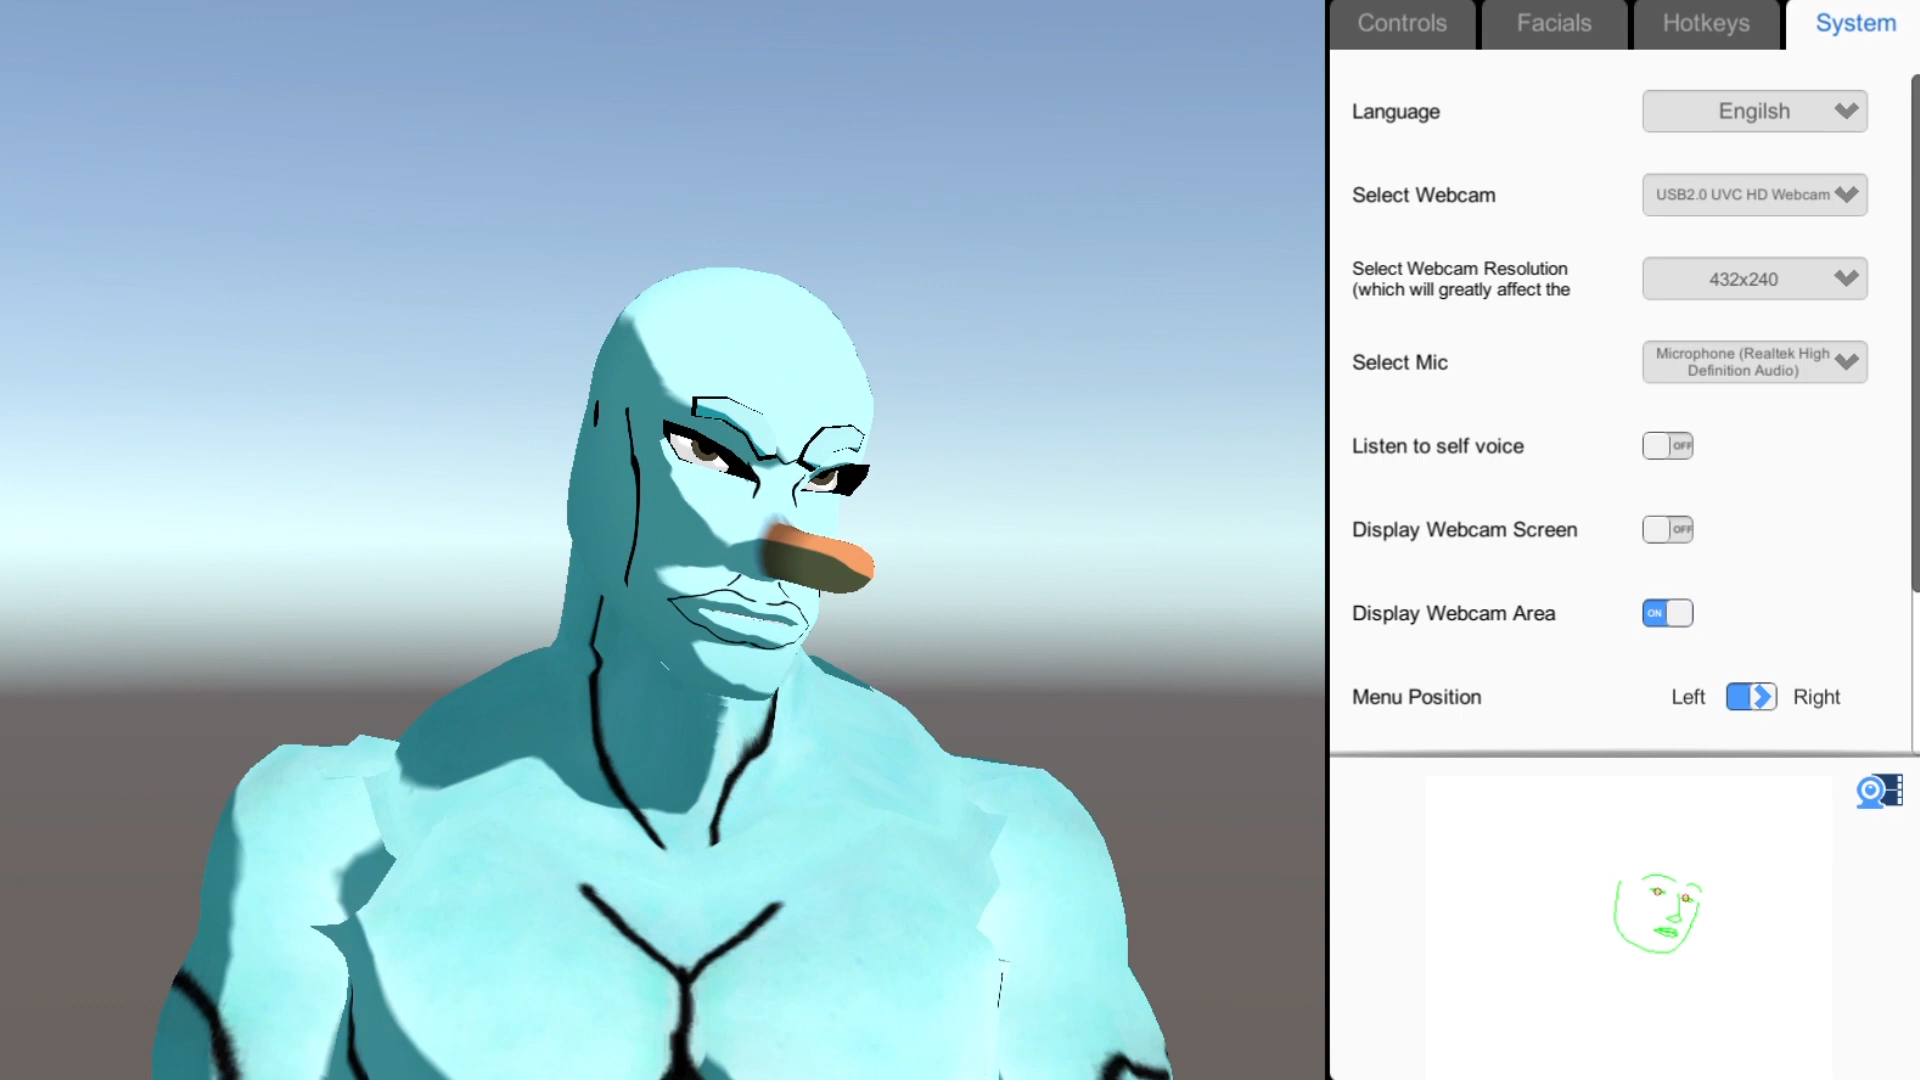 Controls Facials Hotkeys System
Language Engilsh
Select Webcam USB2.0 UVC HD Webcam
Select Webcam Resolution
(which will greatly affect the
432x240
Select Mic
Microphone (Realtek High
Definition Audio)
Listen to self voice OFF
Display Webcam Screen OFF
Display Webcam Area ON
Menu Position Left Right